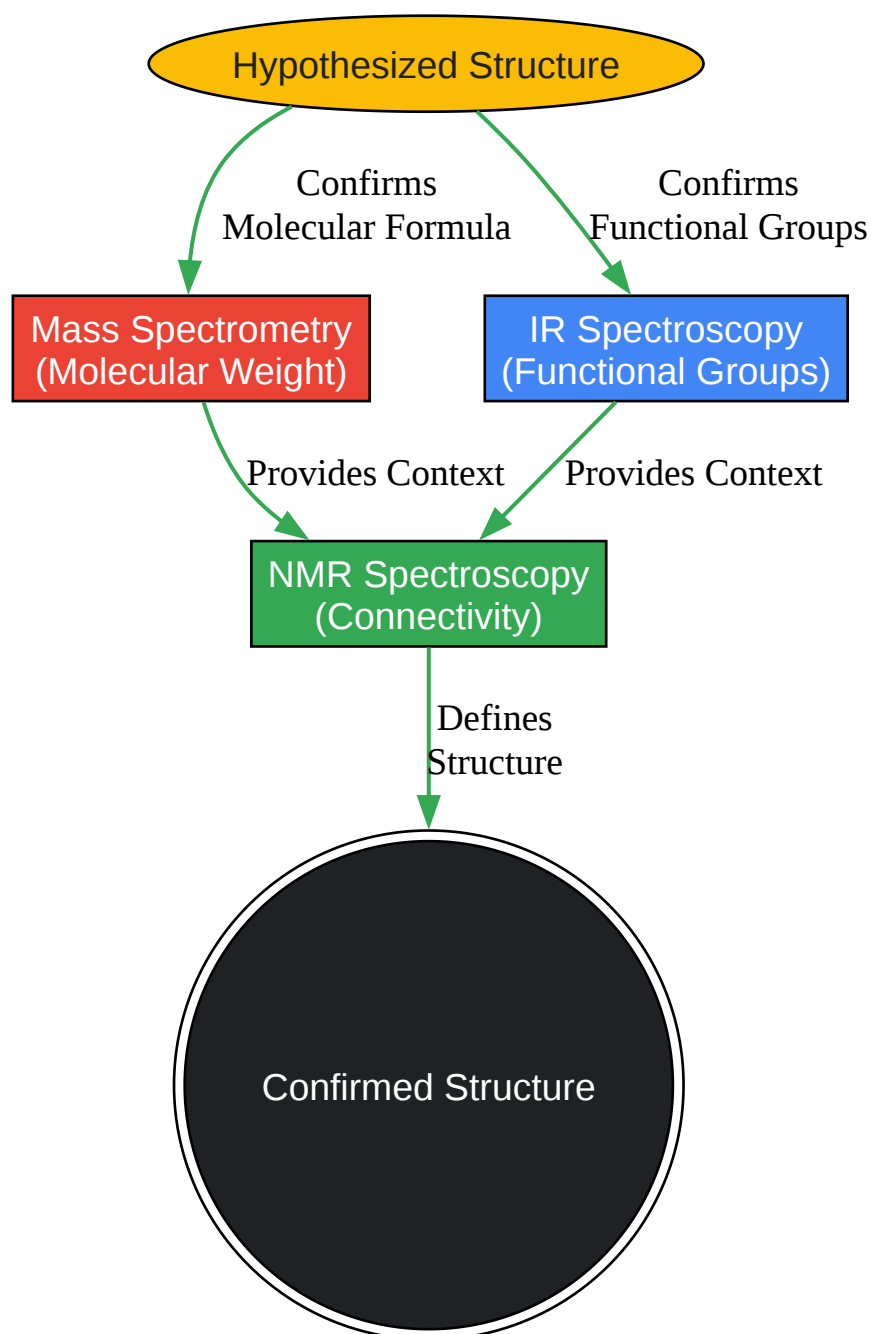 Hypothesized Structure
Confirms
Molecular Formula
Confirms
Functional Groups
Mass Spectrometry
(Molecular Weight)
IR Spectroscopy
(Functional Groups)
Provides Context
Provides Context
NMR Spectroscopy
(Connectivity)
Defines
Structure
Confirmed Structure